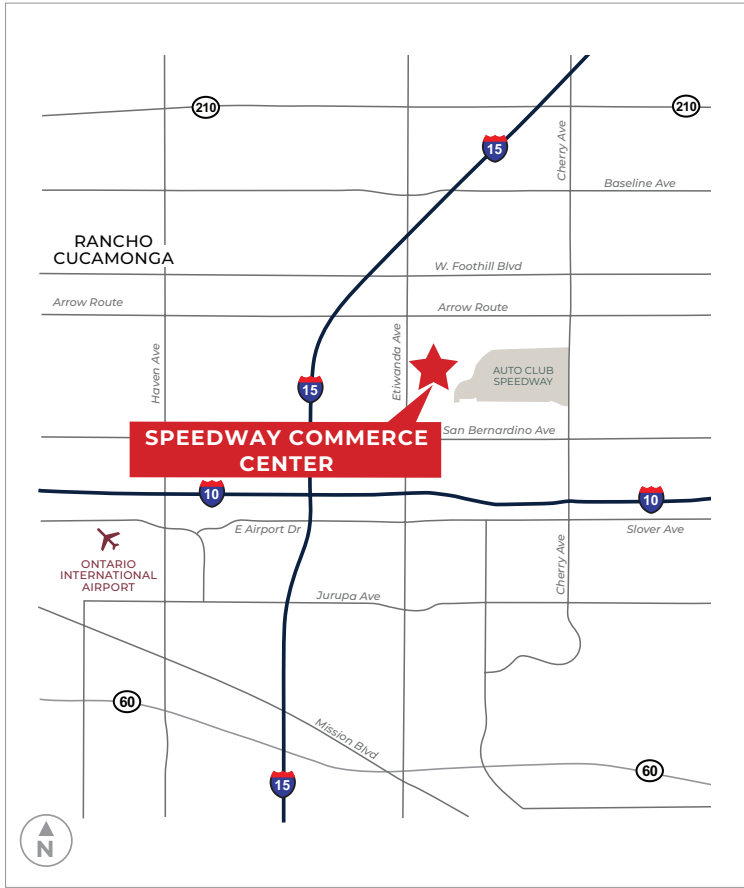 210
210
15
Cherry Ave
Baseline Ave
RANCHO
CUCAMONGA
W. Foothill Blvd
Arrow Route
Arrow Route
Haven Ave
Etiwanda Ave
15
AUTO CLUB
SPEEDWAY
SPEEDWAY COMMERCE
CENTER
San Bernardino Ave
10
10
E Airport Dr
Slover Ave
ONTARIO
INTERNATIONAL
AIRPORT
Cherry Ave
Jurupa Ave
60
Mission Blvd
60
15
N